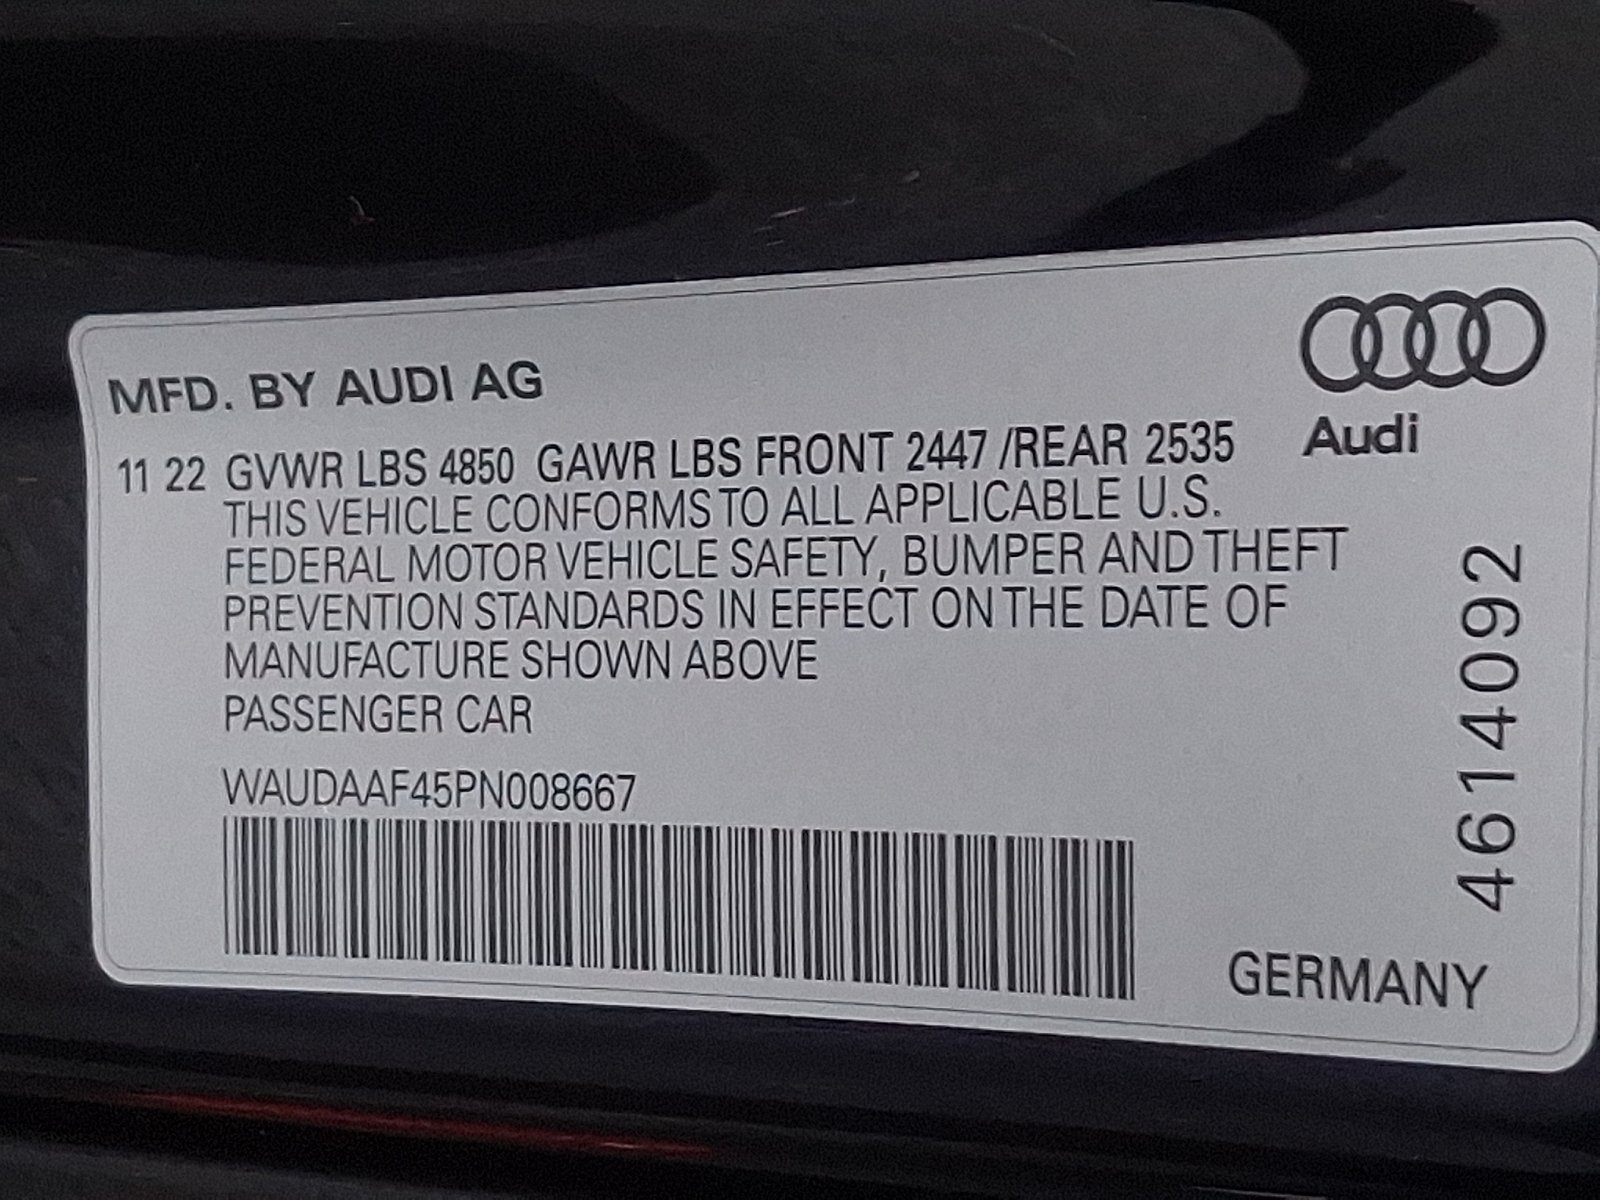 MFD. BY AUDI AG
Audi
11 22 GVWR LBS 4850 GAWR LBS FRONT 2447 /REAR 2535
THIS VEHICLE CONFORMS TO ALL APPLICABLE U.S.
FEDERAL MOTOR VEHICLE SAFETY, BUMPER AND THEFT
PREVENTION STANDARDS IN EFFECT ON THE DATE OF
MANUFACTURE SHOWN ABOVE
PASSENGER CAR
WAUDAAF45PN008667
4614092
GERMANY